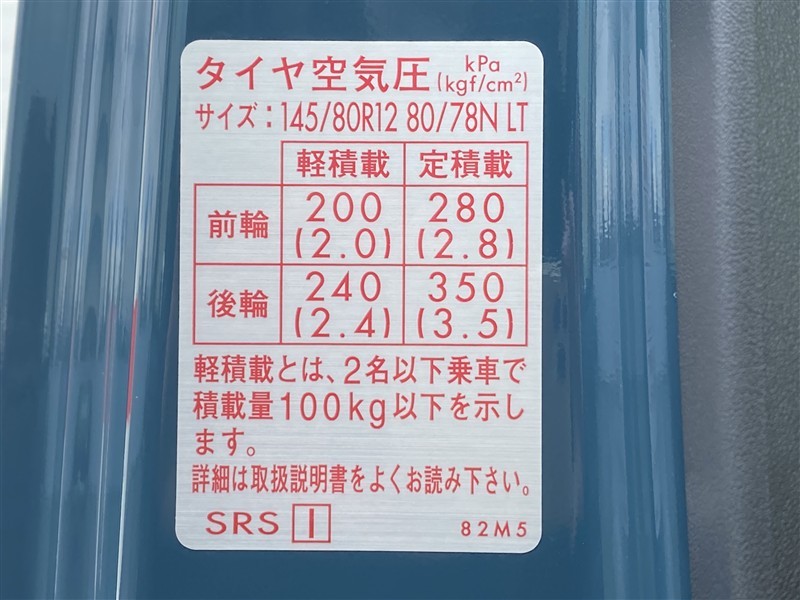 タイヤ空気圧 kPa (kgf/cm²)
サイズ：145/80R12 80/78N LT
軽積載 定積載
前輪 200 (2.0) 280 (2.8)
後輪 240 (2.4) 350 (3.5)
軽積載とは、2名以下乗車で
積載量100kg以下を示し
ます。
詳細は取扱説明書をよくお読み下さい。
SRS I 82M5